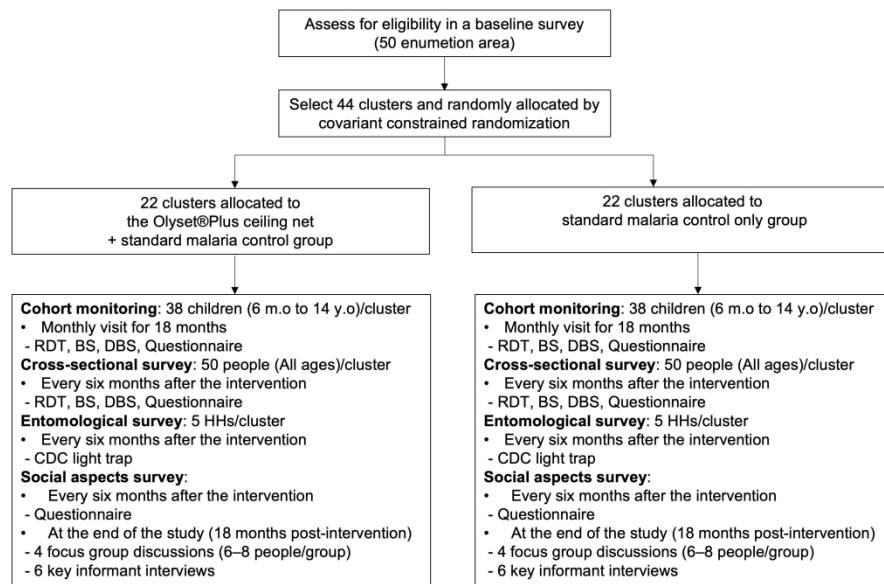 Assess for eligibility in a baseline survey
(50 enumetion area)
Select 44 clusters and randomly allocated by
covariant constrained randomization
22 clusters allocated to
the Olyset®Plus ceiling net
+ standard malaria control group
22 clusters allocated to
standard malaria control only group
Cohort monitoring: 38 children (6 m.o to 14 y.o)/cluster
• Monthly visit for 18 months
- RDT, BS, DBS, Questionnaire
Cross-sectional survey: 50 people (All ages)/cluster
• Every six months after the intervention
- RDT, BS, DBS, Questionnaire
Entomological survey: 5 HHs/cluster
• Every six months after the intervention
- CDC light trap
Social aspects survey:
• Every six months after the intervention
- Questionnaire
• At the end of the study (18 months post-intervention)
- 4 focus group discussions (6–8 people/group)
- 6 key informant interviews
Cohort monitoring: 38 children (6 m.o to 14 y.o)/cluster
• Monthly visit for 18 months
- RDT, BS, DBS, Questionnaire
Cross-sectional survey: 50 people (All ages)/cluster
• Every six months after the intervention
- RDT, BS, DBS, Questionnaire
Entomological survey: 5 HHs/cluster
• Every six months after the intervention
- CDC light trap
Social aspects survey:
• Every six months after the intervention
- Questionnaire
• At the end of the study (18 months post-intervention)
- 4 focus group discussions (6–8 people/group)
- 6 key informant interviews